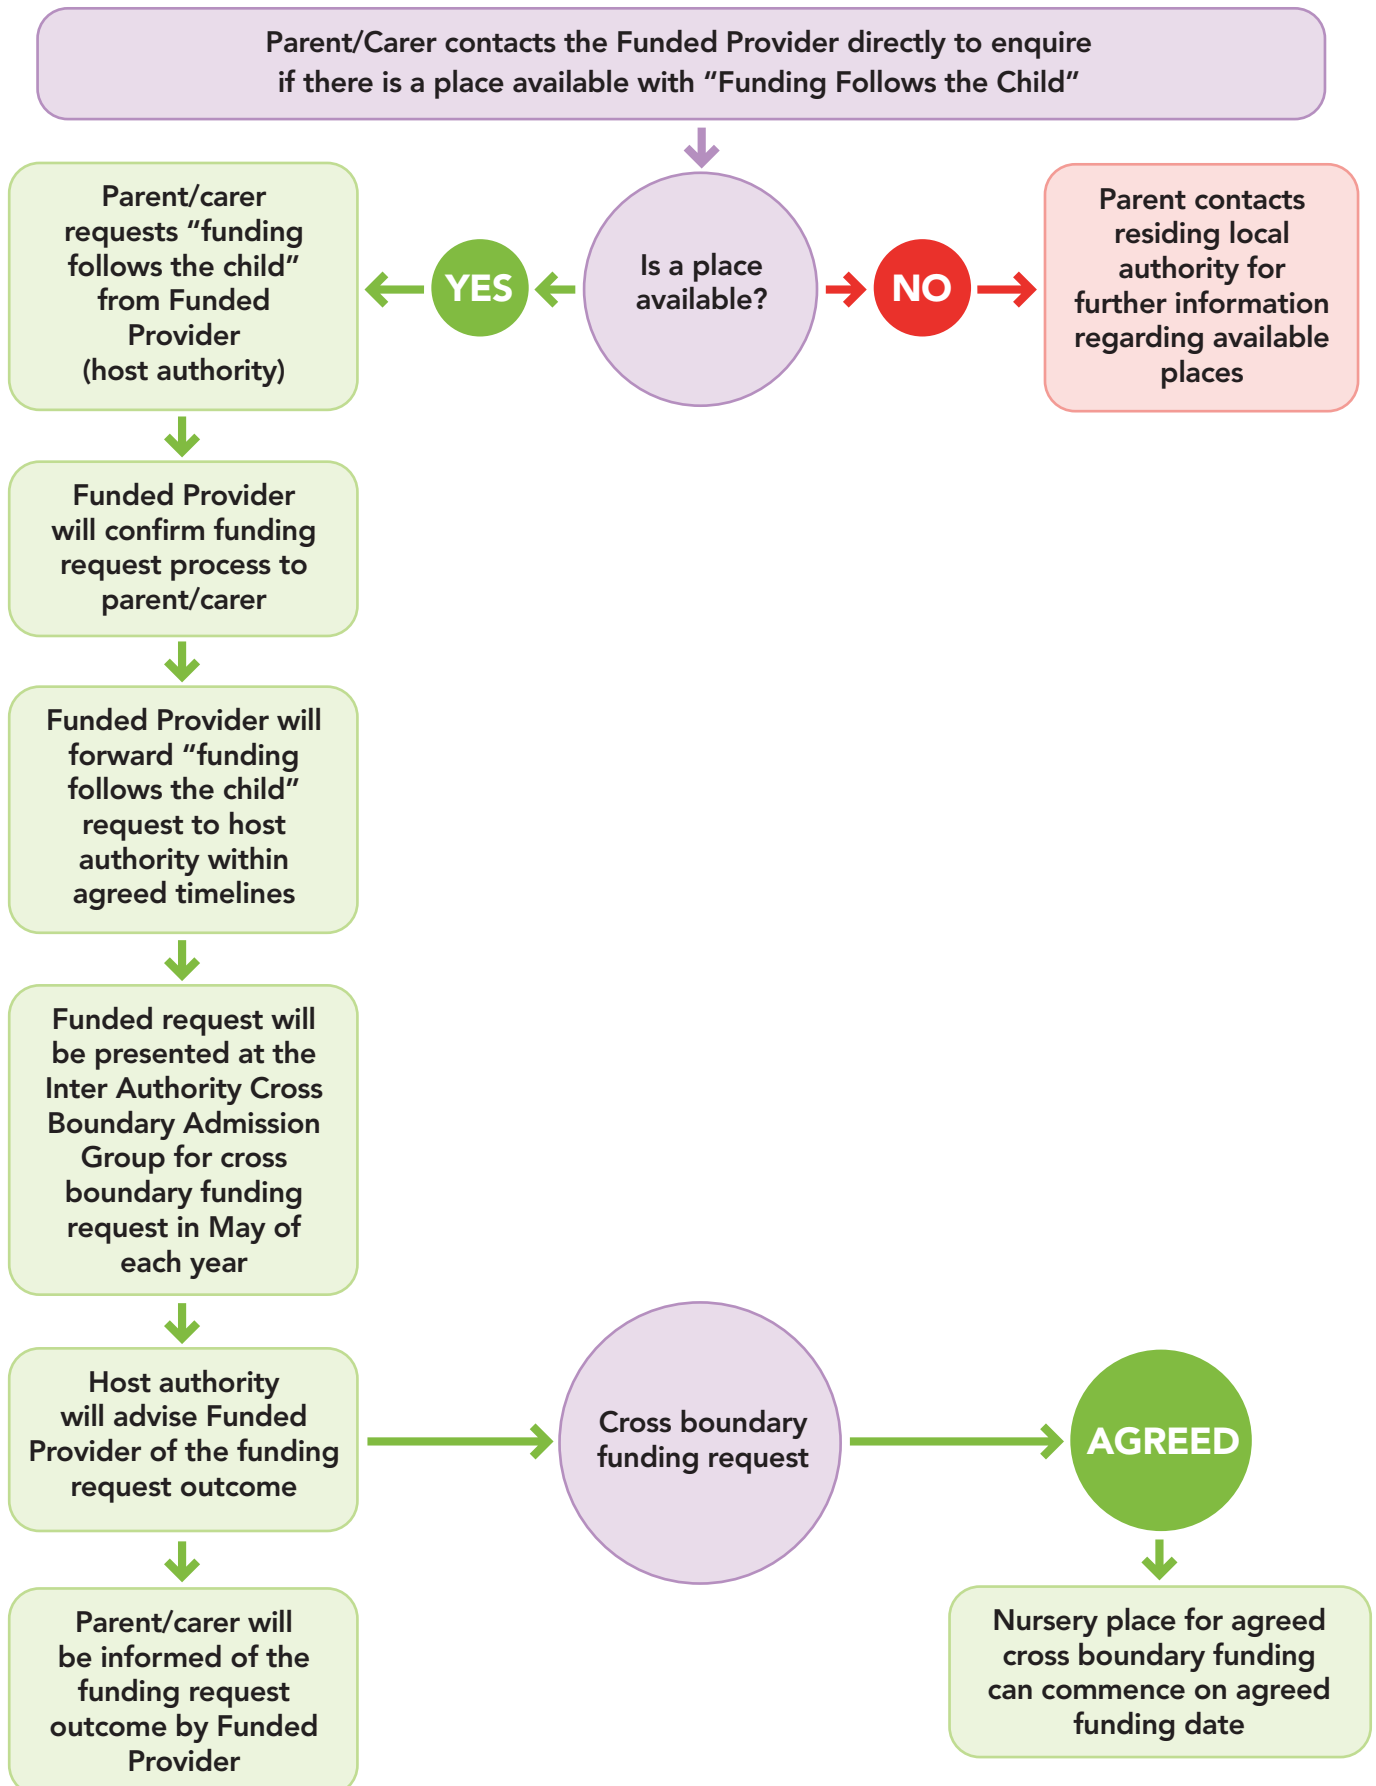 Parent/Carer contacts the Funded Provider directly to enquire
if there is a place available with “Funding Follows the Child”
Parent/carer
requests “funding
follows the child”
from Funded
Provider
(host authority)
YES
Is a place
available?
NO
Parent contacts
residing local
authority for
further information
regarding available
places
Funded Provider
will confirm funding
request process to
parent/carer
Funded Provider will
forward “funding
follows the child”
request to host
authority within
agreed timelines
Funded request will
be presented at the
Inter Authority Cross
Boundary Admission
Group for cross
boundary funding
request in May of
each year
Host authority
will advise Funded
Provider of the funding
request outcome
Cross boundary
funding request
AGREED
Parent/carer will
be informed of the
funding request
outcome by Funded
Provider
Nursery place for agreed
cross boundary funding
can commence on agreed
funding date